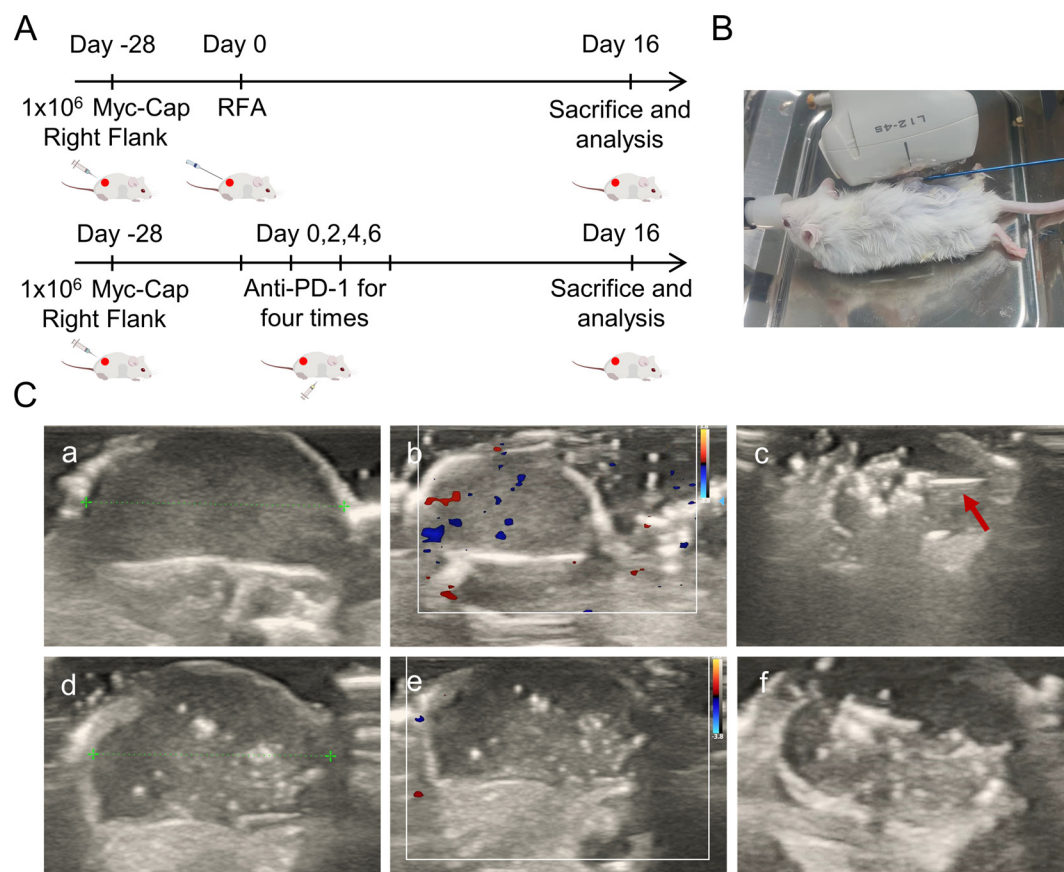 A
B
Day -28
Day 0
Day 16
1x10⁶ Myc-Cap
Right Flank
RFA
Sacrifice and
analysis
L12-4s
Day -28
Day 0,2,4,6
Day 16
1x10⁶ Myc-Cap
Right Flank
Anti-PD-1 for
four times
Sacrifice and
analysis
C
a
b
c
d
e
-3.8
f